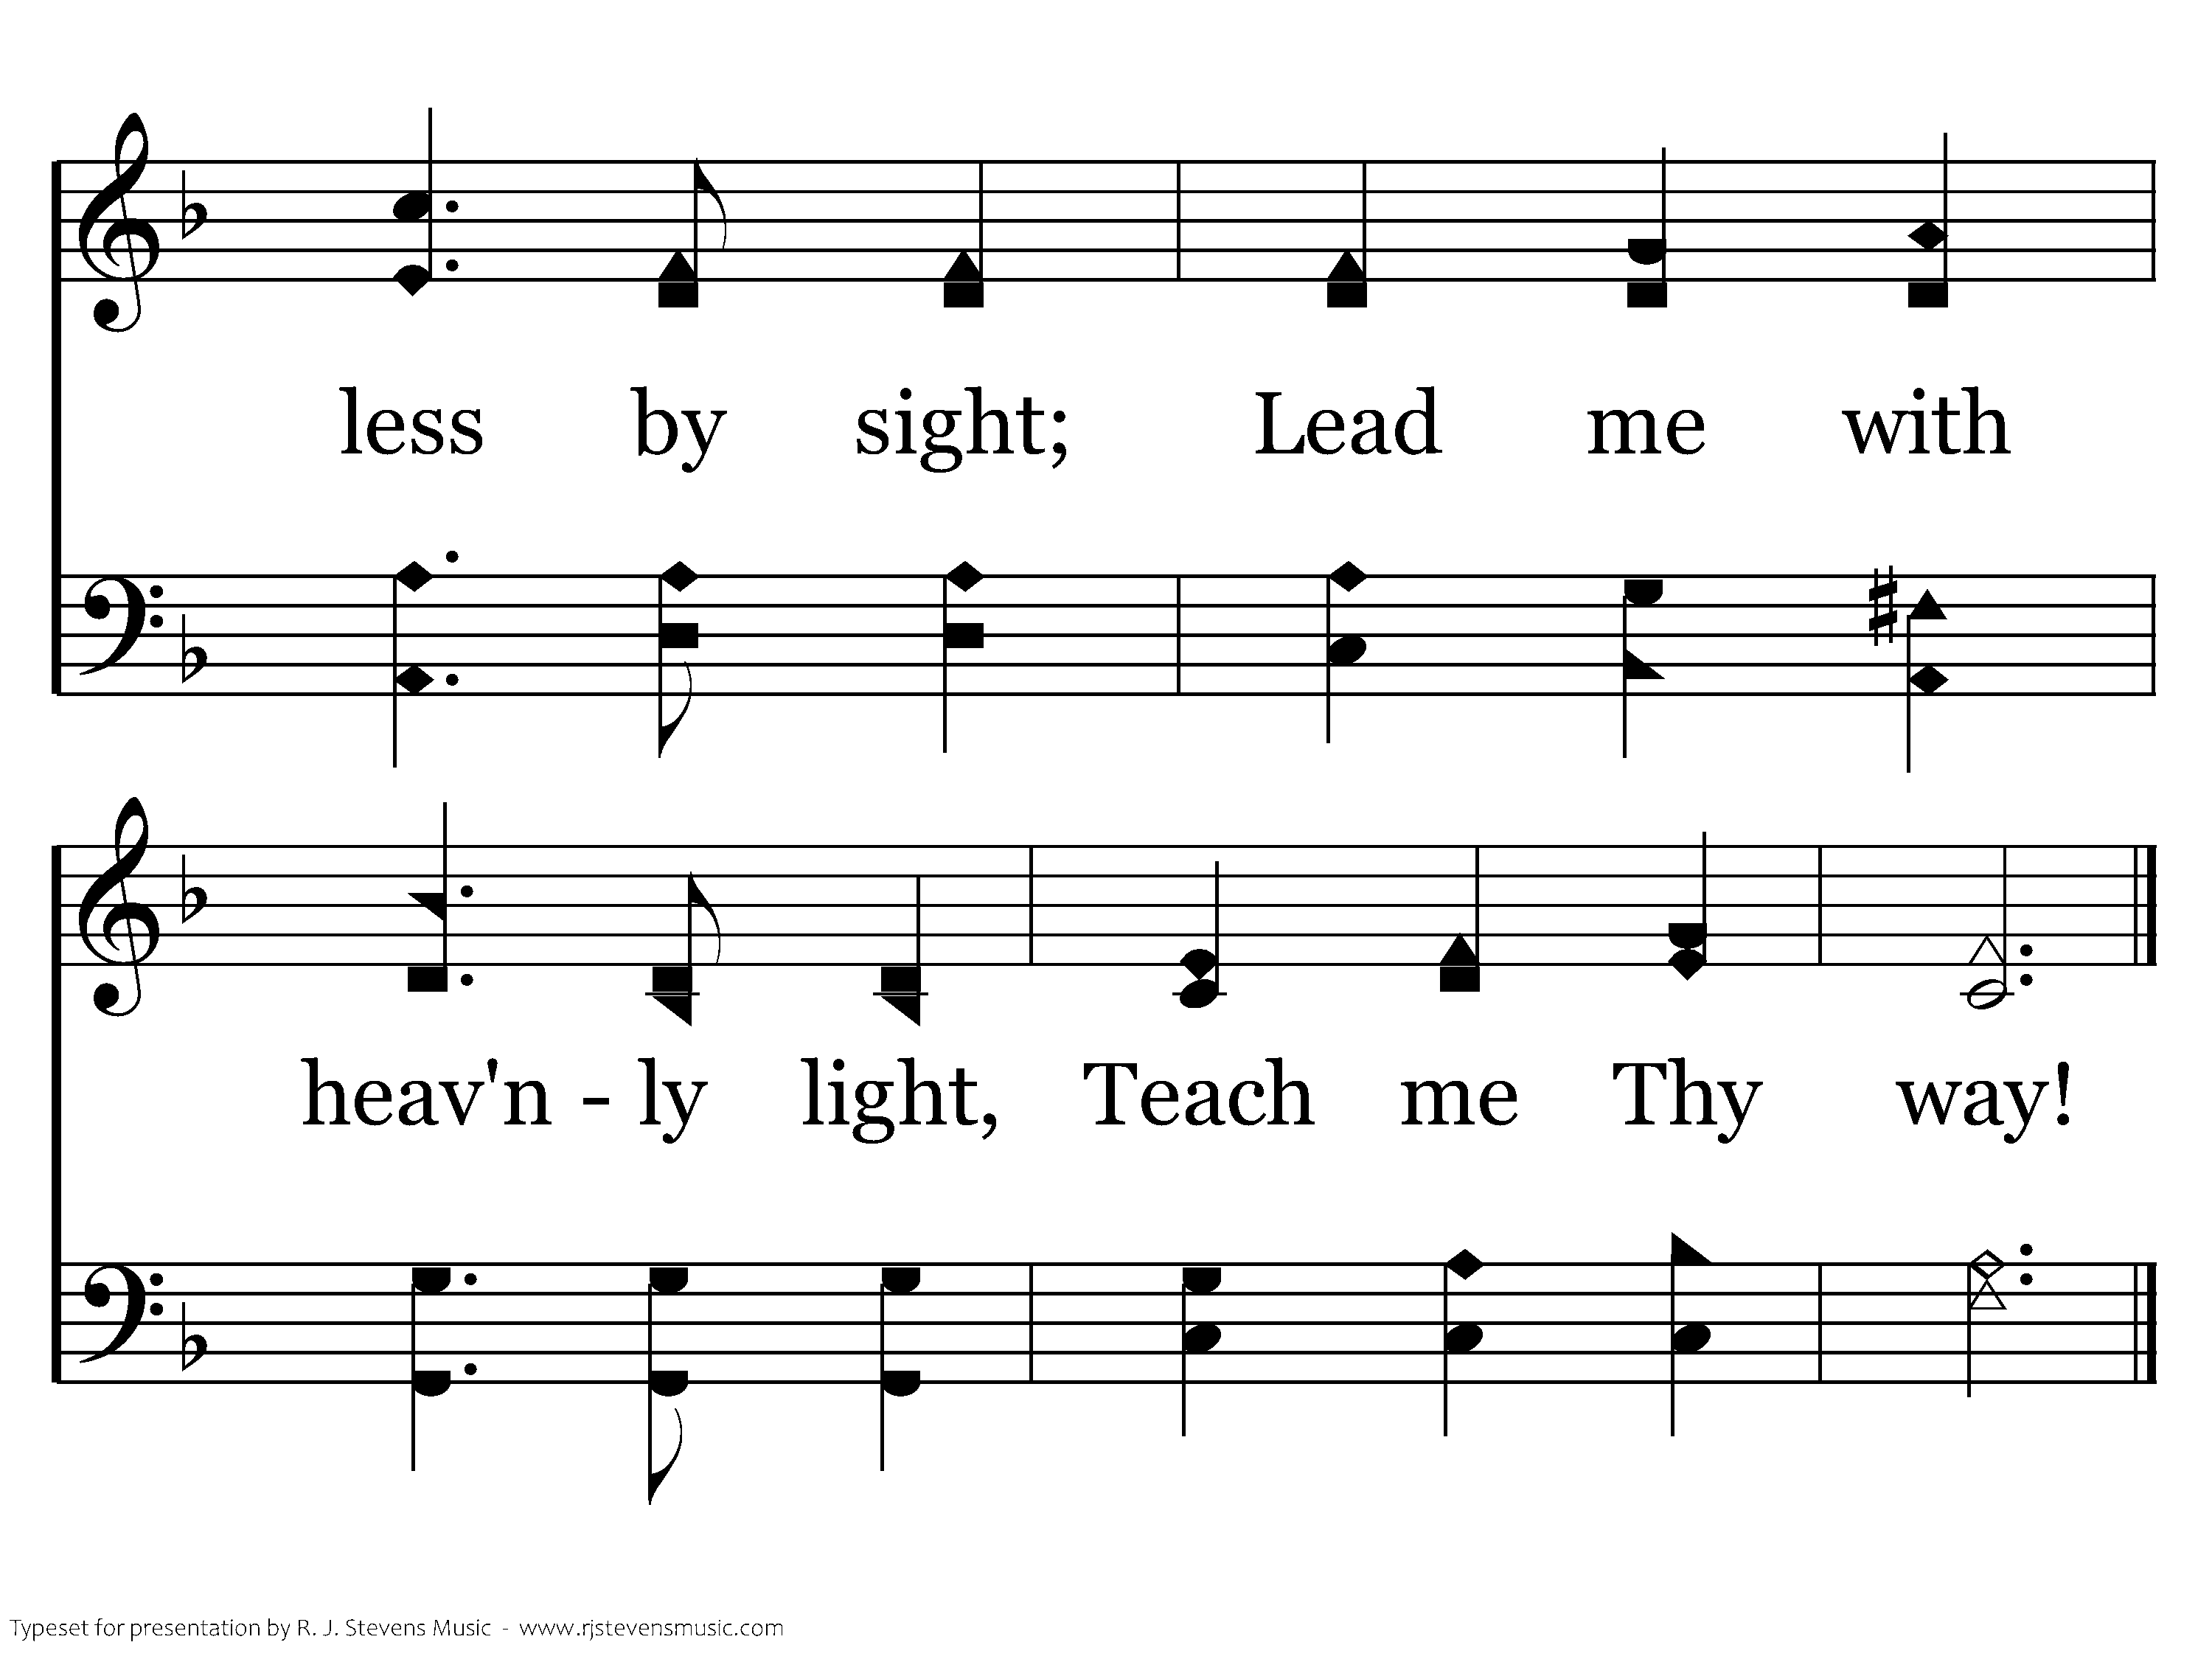 less by sight; Lead me with
heav'n - ly light, Teach me Thy way!
Typeset for presentation by R. J. Stevens Music - www.rjstevensmusic.com